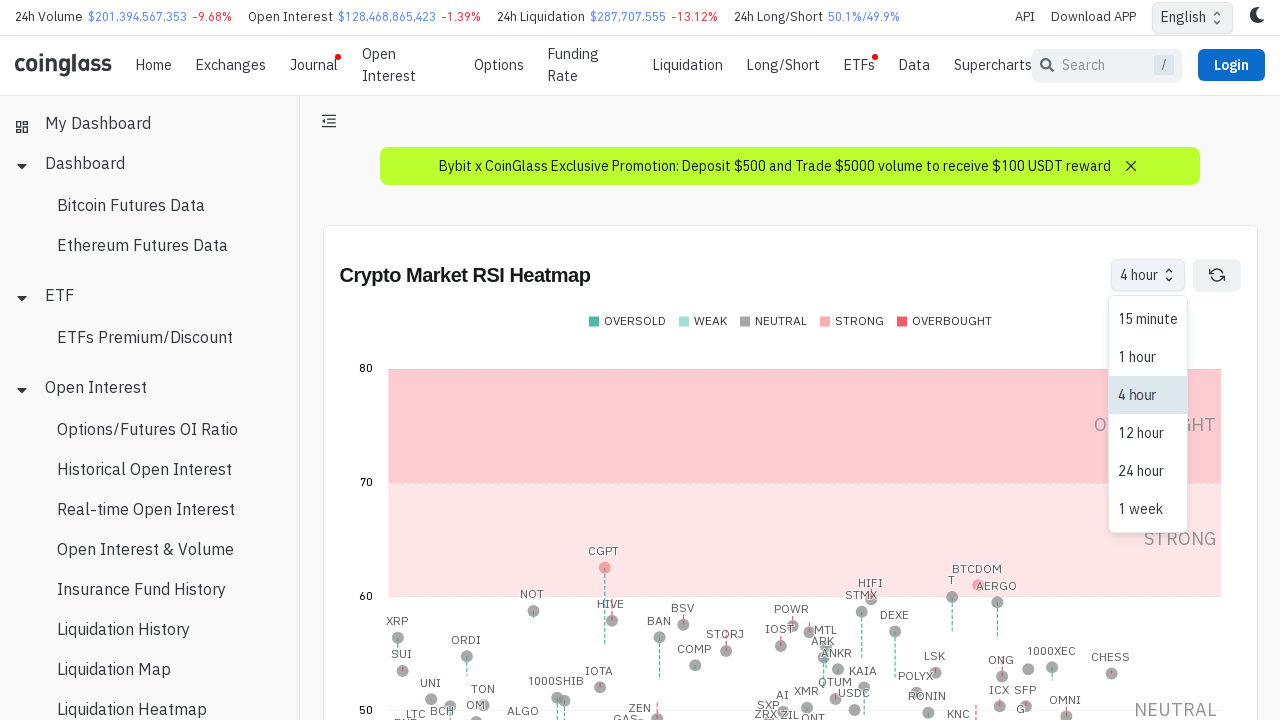 24h Volume $201,394,567,353 -9.68% Open Interest $128,468,865,423 -1.39% 24h Liquidation $287,707,555 -13.12% 24h Long/Short 50.1%/49.9% API Download APP English
coinglass Home Exchanges Journal Open Interest Options Funding Rate Liquidation Long/Short ETFs Data Supercharts Search / Login
My Dashboard
Dashboard
Bitcoin Futures Data
Ethereum Futures Data
ETF
ETFs Premium/Discount
Open Interest
Options/Futures OI Ratio
Historical Open Interest
Real-time Open Interest
Open Interest & Volume
Insurance Fund History
Liquidation History
Liquidation Map
Liquidation Heatmap
Bybit x CoinGlass Exclusive Promotion: Deposit $500 and Trade $5000 volume to receive $100 USDT reward
Crypto Market RSI Heatmap
4 hour
15 minute
1 hour
4 hour
12 hour
24 hour
1 week
OVERSOLD WEAK NEUTRAL STRONG OVERBOUGHT
80
70
STRONG
CGPT
BTCDOM
T
HIFI
AERGO
60
NOT
STMX
HIVE
BSV
POWR
DEXE
XRP
BAN
IOST
MTL
STORJ
ORDI
ARK
SUI
COMP
ANKR
LSK
1000XEC
CHESS
ONG
IOTA
KAIA
POLYX
UNI
1000SHIB
QTUM
TON
AI
XMR
USDC
RONIN
ICX
SFP
OM
SXP
OMNI
50
LTC
BCH
ALGO
ZEN
G
NEUTRAL
GAS
ZRX
ZIL
ONT
KNC